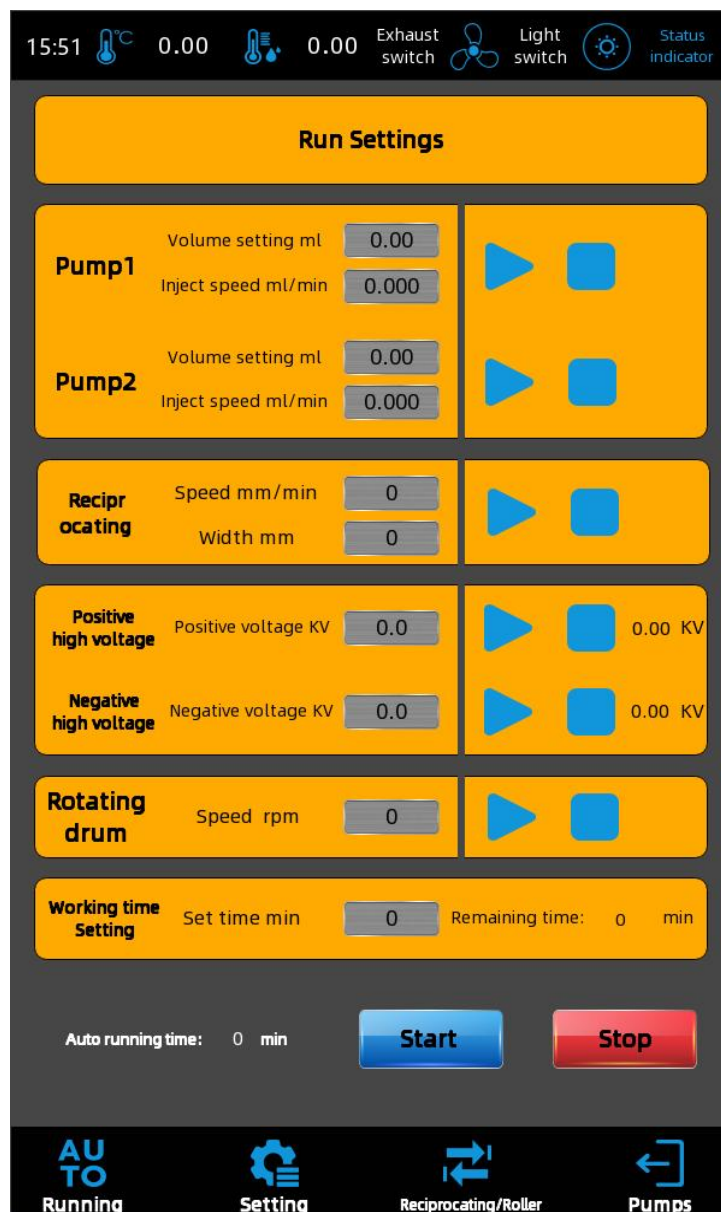 15:51 °C 0.00 0.00 Exhaust switch Light switch Status indicator
Run Settings
Pump1
Volume setting ml 0.00
Inject speed ml/min 0.000
Pump2
Volume setting ml 0.00
Inject speed ml/min 0.000
Recipr
ocating
Speed mm/min 0
Width mm 0
Positive
high voltage
Positive voltage KV 0.0 0.00 KV
Negative
high voltage
Negative voltage KV 0.0 0.00 KV
Rotating
drum
Speed rpm 0
Working time
Setting
Set time min 0 Remaining time: 0 min
Auto running time: 0 min Start Stop
AU
TO
Running Setting Reciprocating/Roller Pumps